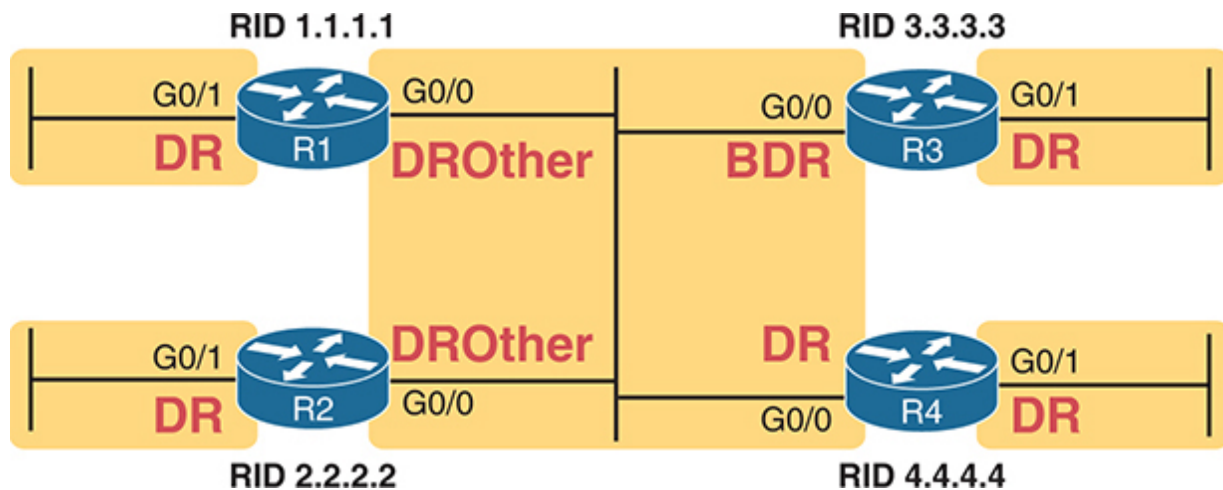 RID 1.1.1.1
RID 3.3.3.3
G0/1
G0/0
G0/0
G0/1
R1
R3
DR
DROther
BDR
DR
DROther
DR
G0/1
G0/1
R2
R4
DR
G0/0
G0/0
DR
RID 2.2.2.2
RID 4.4.4.4